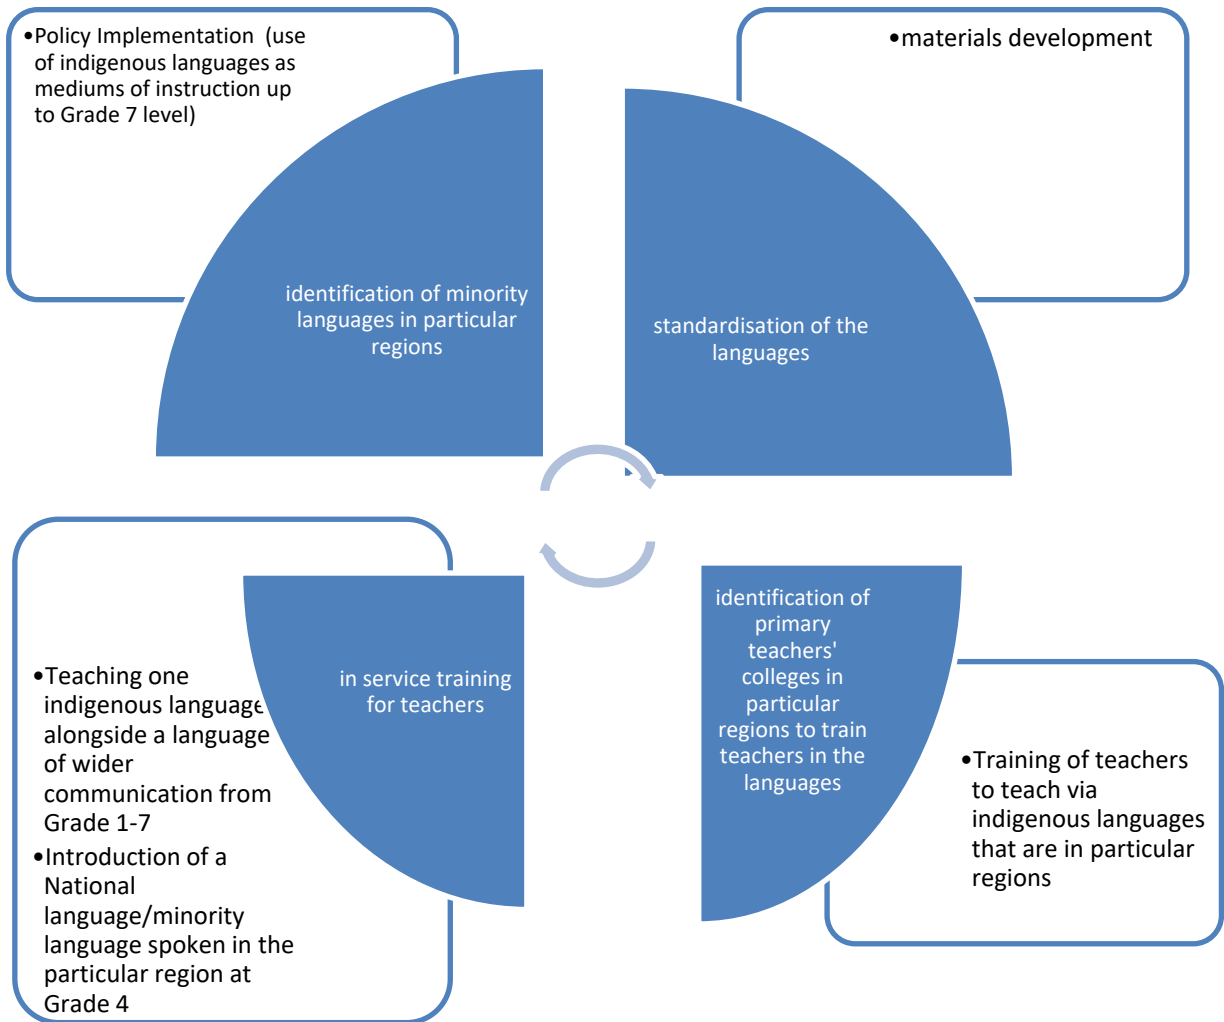 •Policy Implementation (use
of indigenous languages as
mediums of instruction up
to Grade 7 level)
•materials development
identification of minority
languages in particular
regions
standardisation of the
languages
•Teaching one
indigenous language
alongside a language
of wider
communication from
Grade 1-7
•Introduction of a
National
language/minority
language spoken in the
particular region at
Grade 4
in service training
for teachers
identification of
primary
teachers'
colleges in
particular
regions to train
teachers in the
languages
•Training of teachers
to teach via
indigenous languages
that are in particular
regions